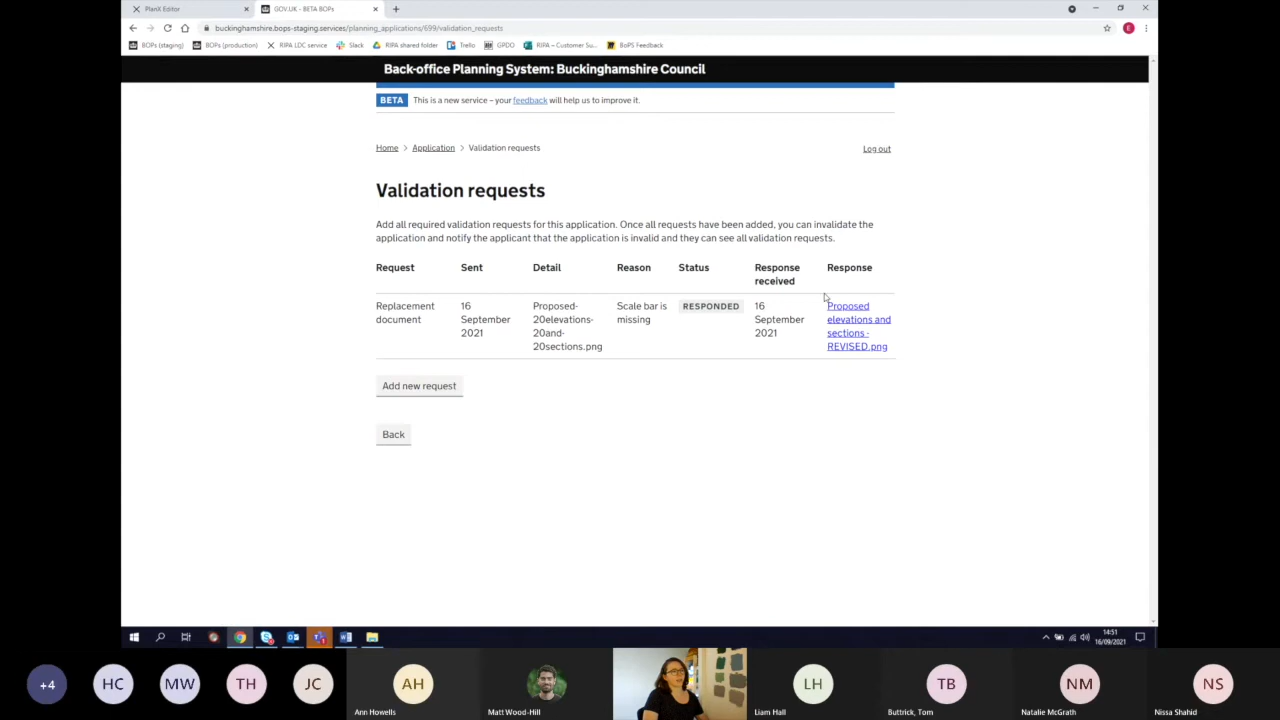 PlanX Editor
GOV.UK - BETA BOPs
buckinghamshire.bops-staging.services/planning_applications/699/validation_requests
E
BOPs (staging)
BOPs (production)
RIPA LDC service
Slack
RIPA shared folder
Trello
GPDO
RIPA – Customer Su...
BoPS Feedback
Back-office Planning System: Buckinghamshire Council
BETA This is a new service – your feedback will help us to improve it.
Home > Application > Validation requests
Log out
Validation requests
Add all required validation requests for this application. Once all requests have been added, you can invalidate the
application and notify the applicant that the application is invalid and they can see all validation requests.
Request
Sent
Detail
Reason
Status
Response
received
Response
Replacement
document
16
September
2021
Proposed-
20elevations-
20and-
20sections.png
Scale bar is
missing
RESPONDED
16
September
2021
Proposed
elevations and
sections -
REVISED.png
Add new request
Back
14:51
16/09/2021
+4
HC
MW
TH
JC
AH
Ann Howells
Matt Wood-Hill
LH
Liam Hall
TB
Buttrick, Tom
NM
Natalie McGrath
NS
Nissa Shahid